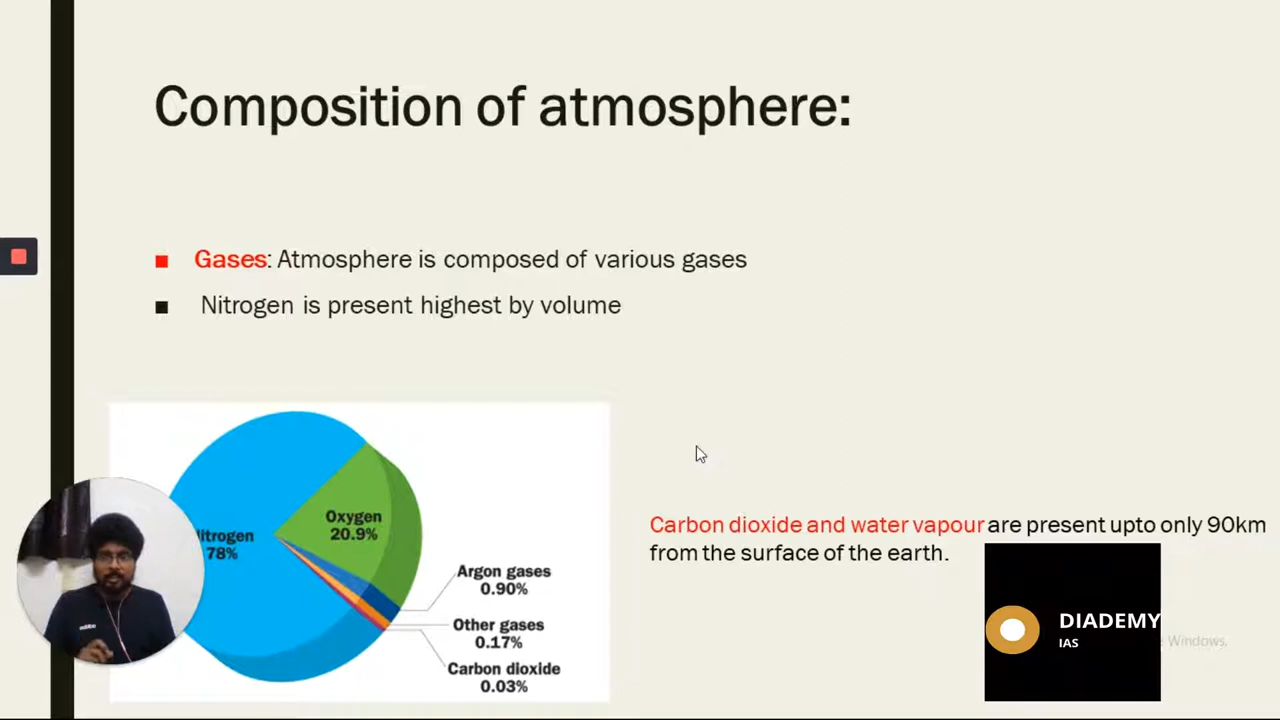 Composition of atmosphere:
Gases: Atmosphere is composed of various gases
Nitrogen is present highest by volume
itrogen
78%
Oxygen
20.9%
Argon gases
0.90%
Other gases
0.17%
Carbon dioxide
0.03%
Carbon dioxide and water vapour are present upto only 90km
from the surface of the earth.
DIADEMY
IAS
Windows.